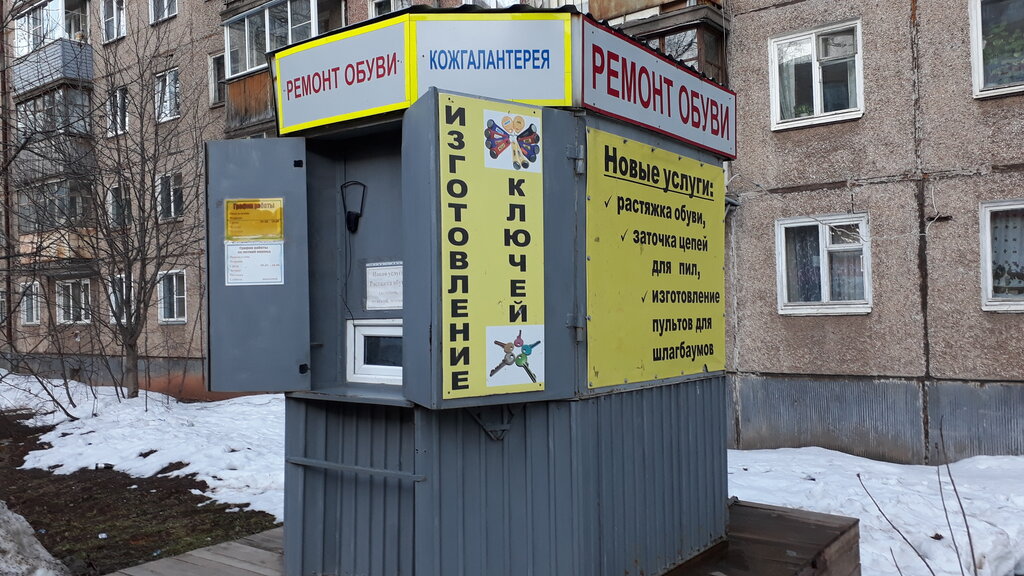 РЕМОНТ ОБУВИ
КОЖГАЛАНТЕРЕЯ
РЕМОНТ ОБУВИ
График работы
ИЗГОТОВЛЕНИЕ
КЛЮЧЕЙ
Новые услуги:
✓ растяжка обуви,
✓ заточка цепей
для пил,
✓ изготовление
пультов для
шлагбаумов